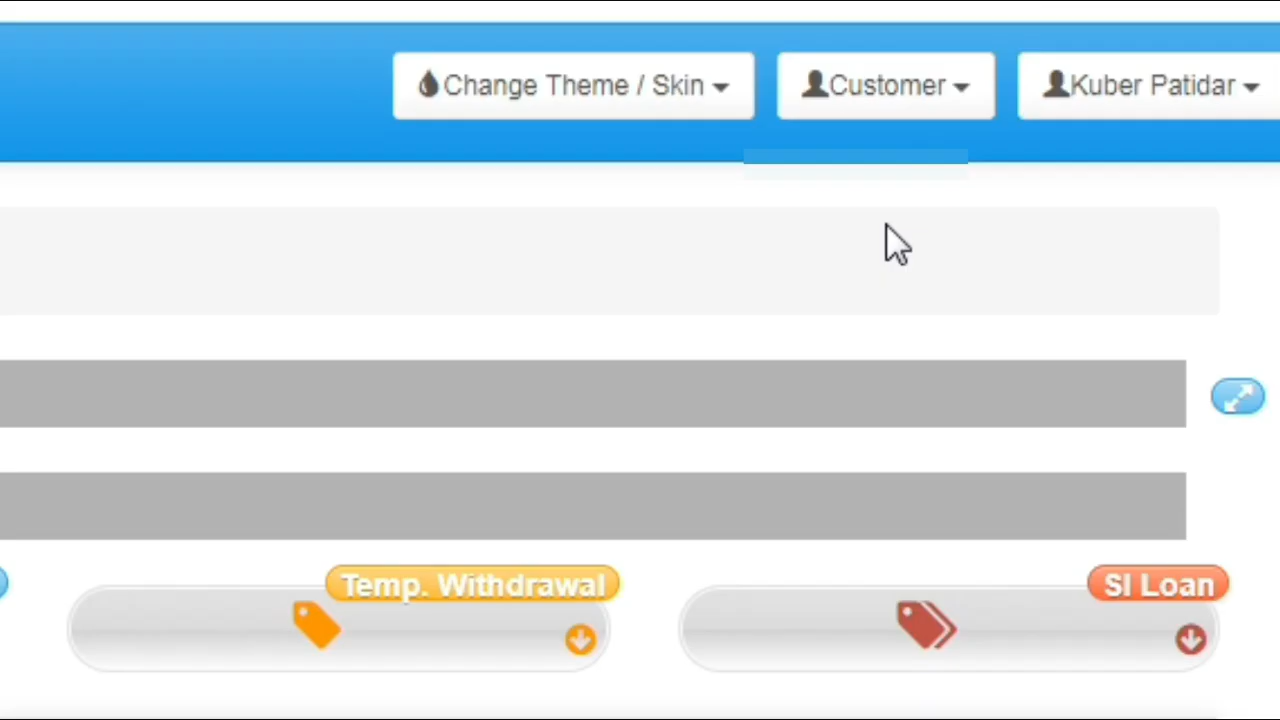 Change Theme / Skin
Customer
Kuber Patidar
Temp. Withdrawal
SI Loan